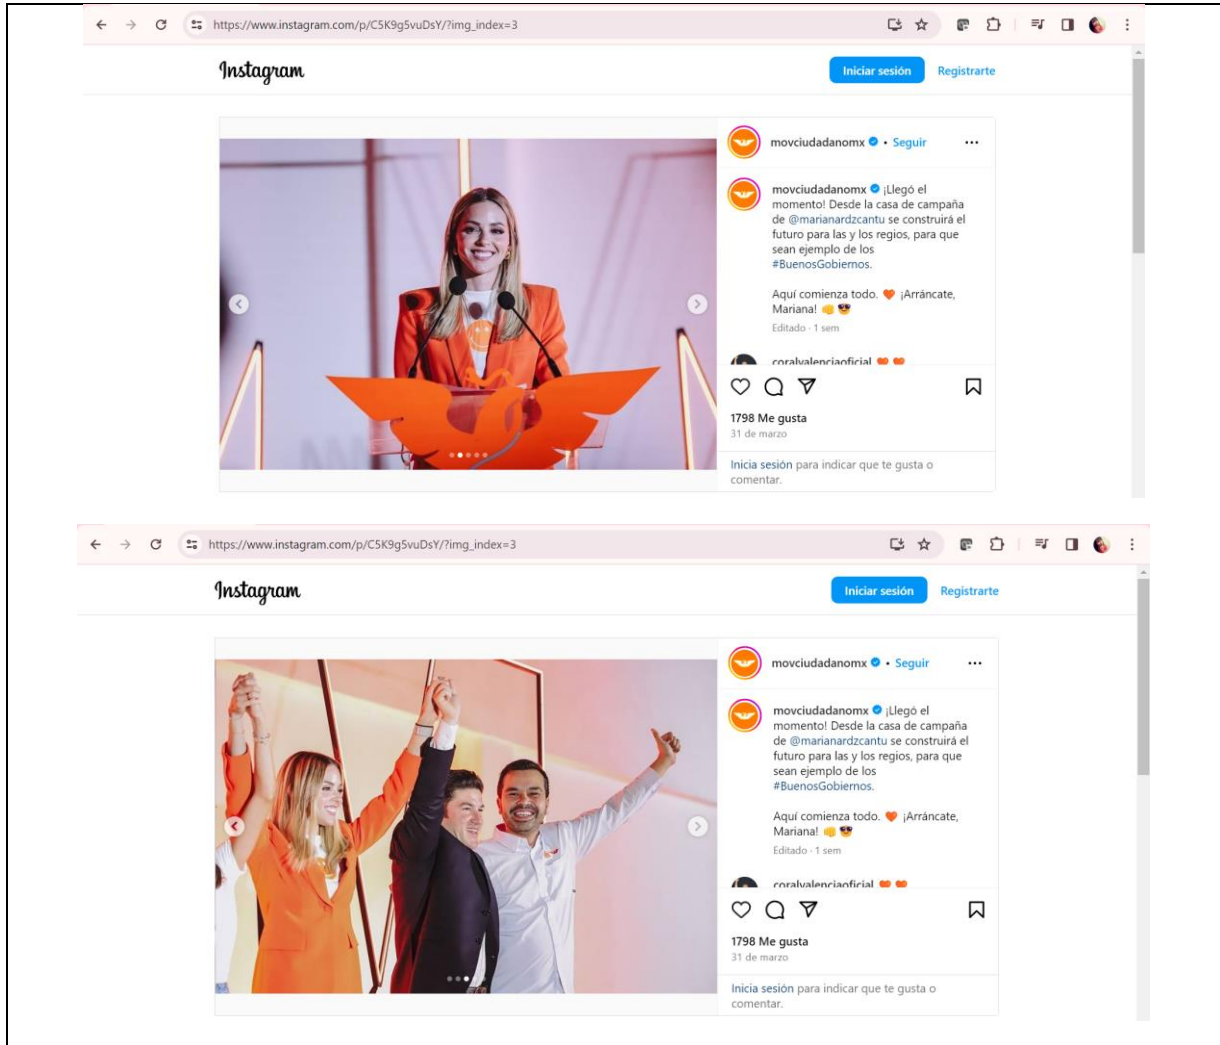 https://www.instagram.com/p/C5K9g5vuDsY/?img_index=3
Instagram
Iniciar sesión
Registrarte
movciudadanomx • Seguir
movciudadanomx ¡Llegó el
momento! Desde la casa de campaña
de @marianardzcantu se construirá el
futuro para las y los regios, para que
sean ejemplo de los
#BuenosGobiernos.
Aquí comienza todo. 🧡 ¡Arráncate,
Mariana! 👊 😎
Editado · 1 sem
coralvalenciaoficial 🧡 🧡
1798 Me gusta
31 de marzo
Inicia sesión para indicar que te gusta o
comentar.
https://www.instagram.com/p/C5K9g5vuDsY/?img_index=3
Instagram
Iniciar sesión
Registrarte
movciudadanomx • Seguir
movciudadanomx ¡Llegó el
momento! Desde la casa de campaña
de @marianardzcantu se construirá el
futuro para las y los regios, para que
sean ejemplo de los
#BuenosGobiernos.
Aquí comienza todo. 🧡 ¡Arráncate,
Mariana! 👊 😎
Editado · 1 sem
coralvalenciaoficial 🧡 🧡
1798 Me gusta
31 de marzo
Inicia sesión para indicar que te gusta o
comentar.